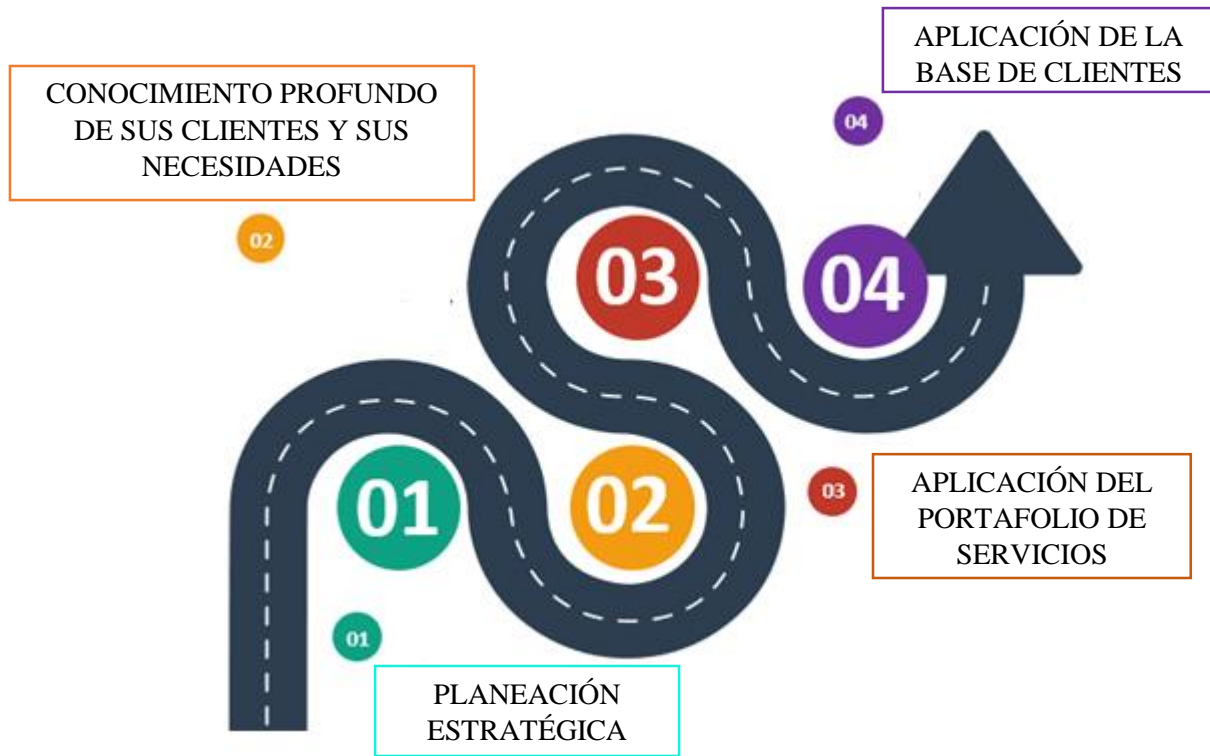 APLICACIÓN DE LA
BASE DE CLIENTES
CONOCIMIENTO PROFUNDO
DE SUS CLIENTES Y SUS
NECESIDADES
04
02
03
04
01
02
03
APLICACIÓN DEL
PORTAFOLIO DE
SERVICIOS
01
PLANEACIÓN
ESTRATÉGICA